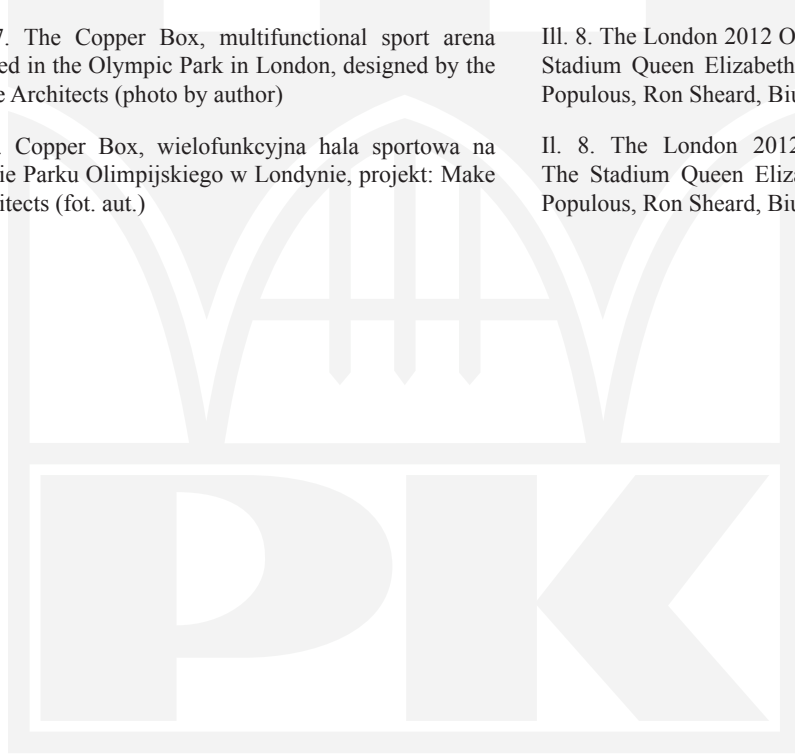 7. The Copper Box, multifunctional sport arena
ed in the Olympic Park in London, designed by the
e Architects (photo by author)
Copper Box, wielofunkcyjna hala sportowa na
ie Parku Olimpijskiego w Londynie, projekt: Make
itects (fot. aut.)
Ill. 8. The London 2012 O
Stadium Queen Elizabeth
Populous, Ron Sheard, Biu
Il. 8. The London 2012
The Stadium Queen Eliza
Populous, Ron Sheard, Biu
PK